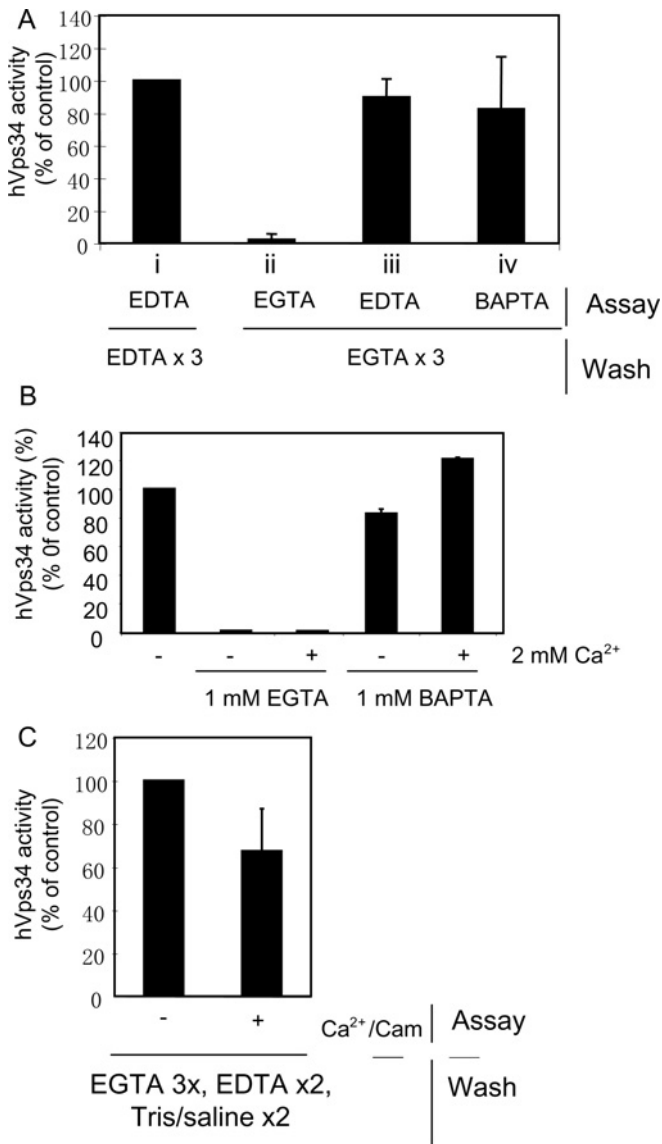 A
hVps34 activity
(% of control)
140
120
100
80
60
40
20
0
i ii iii iv
EDTA EGTA EDTA BAPTA Assay
EDTA x 3 EGTA x 3 Wash
B
hVps34 activity (%)
(% 0f control)
140
120
100
80
60
40
20
0
- - + - + 2 mM Ca²⁺
1 mM EGTA 1 mM BAPTA
C
hVps34 activity
(% of control)
120
100
80
60
40
20
0
- + Ca²⁺/Cam Assay
EGTA 3x, EDTA x2, Wash
Tris/saline x2